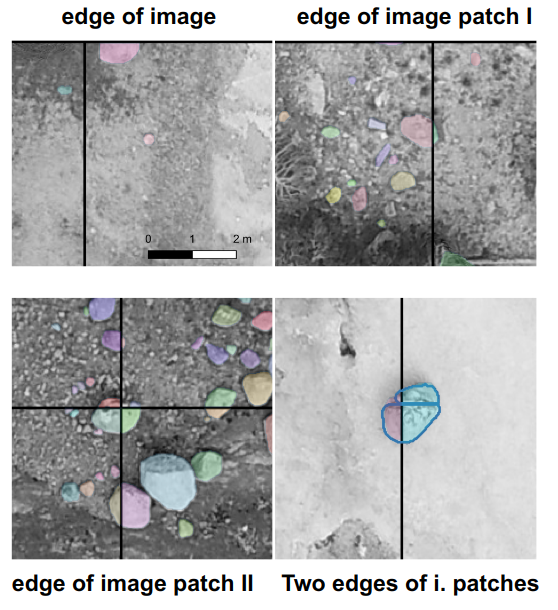 edge of image
edge of image patch I
0 1 2 m
edge of image patch II
Two edges of i. patches